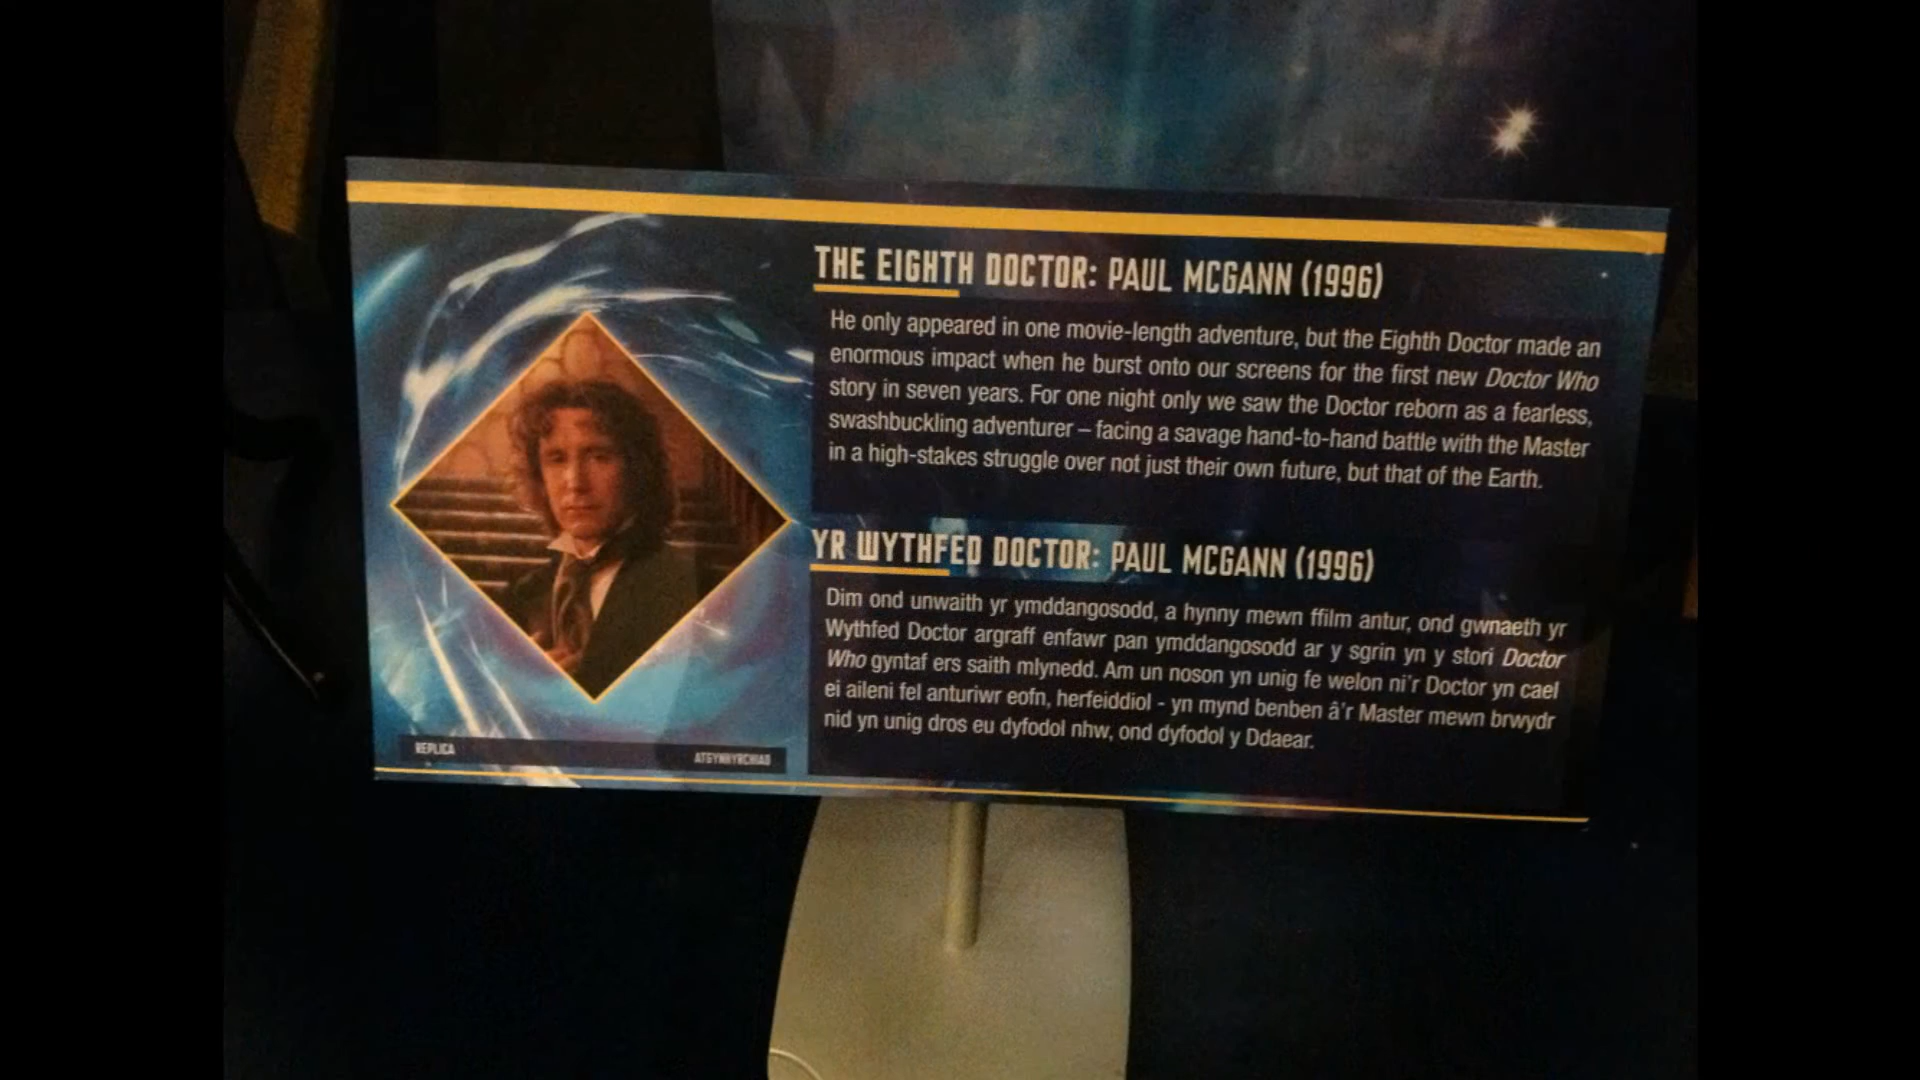 THE EIGHTH DOCTOR: PAUL MCGANN (1996)
He only appeared in one movie-length adventure, but the Eighth Doctor made an
enormous impact when he burst onto our screens for the first new Doctor Who
story in seven years. For one night only we saw the Doctor reborn as a fearless,
swashbuckling adventurer – facing a savage hand-to-hand battle with the Master
in a high-stakes struggle over not just their own future, but that of the Earth.
YR WYTHFED DOCTOR: PAUL MCGANN (1996)
Dim ond unwaith yr ymddangosodd, a hynny mewn ffilm antur, ond gwnaeth yr
Wythfed Doctor argraff enfawr pan ymddangosodd ar y sgrin yn y stori Doctor
Who gyntaf ers saith mlynedd. Am un noson yn unig fe welon ni'r Doctor yn cael
ei aileni fel anturiwr eofn, herfeiddiol - yn mynd benben â'r Master mewn brwydr
nid yn unig dros eu dyfodol nhw, ond dyfodol y Ddaear.
REPLICA
ATGYNHYRCHIAD